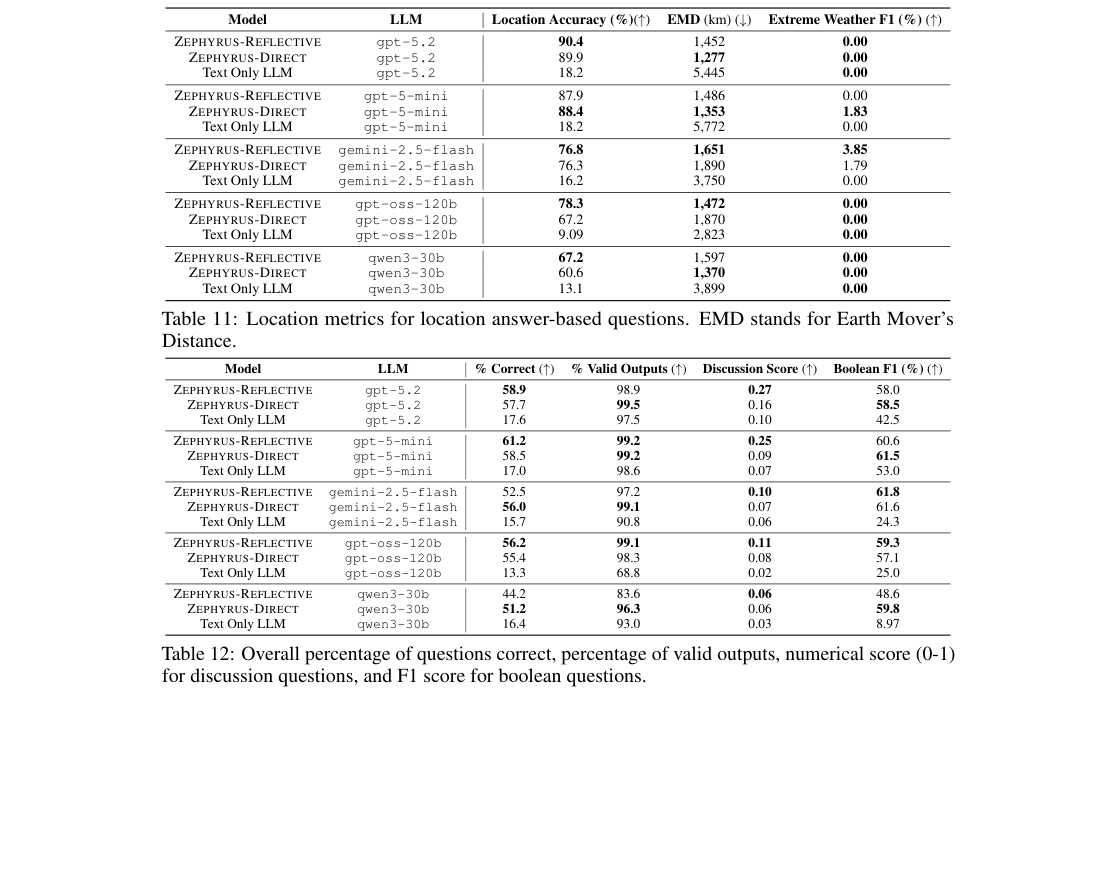 Model LLM Location Accuracy (%)(↑) EMD (km) (↓) Extreme Weather F1 (%) (↑)
ZEPHYRUS-REFLECTIVE gpt-5.2 90.4 1,452 0.00
ZEPHYRUS-DIRECT gpt-5.2 89.9 1,277 0.00
Text Only LLM gpt-5.2 18.2 5,445 0.00
ZEPHYRUS-REFLECTIVE gpt-5-mini 87.9 1,486 0.00
ZEPHYRUS-DIRECT gpt-5-mini 88.4 1,353 1.83
Text Only LLM gpt-5-mini 18.2 5,772 0.00
ZEPHYRUS-REFLECTIVE gemini-2.5-flash 76.8 1,651 3.85
ZEPHYRUS-DIRECT gemini-2.5-flash 76.3 1,890 1.79
Text Only LLM gemini-2.5-flash 16.2 3,750 0.00
ZEPHYRUS-REFLECTIVE gpt-oss-120b 78.3 1,472 0.00
ZEPHYRUS-DIRECT gpt-oss-120b 67.2 1,870 0.00
Text Only LLM gpt-oss-120b 9.09 2,823 0.00
ZEPHYRUS-REFLECTIVE qwen3-30b 67.2 1,597 0.00
ZEPHYRUS-DIRECT qwen3-30b 60.6 1,370 0.00
Text Only LLM qwen3-30b 13.1 3,899 0.00
Table 11: Location metrics for location answer-based questions. EMD stands for Earth Mover's
Distance.
Model LLM % Correct (↑) % Valid Outputs (↑) Discussion Score (↑) Boolean F1 (%) (↑)
ZEPHYRUS-REFLECTIVE gpt-5.2 58.9 98.9 0.27 58.0
ZEPHYRUS-DIRECT gpt-5.2 57.7 99.5 0.16 58.5
Text Only LLM gpt-5.2 17.6 97.5 0.10 42.5
ZEPHYRUS-REFLECTIVE gpt-5-mini 61.2 99.2 0.25 60.6
ZEPHYRUS-DIRECT gpt-5-mini 58.5 99.2 0.09 61.5
Text Only LLM gpt-5-mini 17.0 98.6 0.07 53.0
ZEPHYRUS-REFLECTIVE gemini-2.5-flash 52.5 97.2 0.10 61.8
ZEPHYRUS-DIRECT gemini-2.5-flash 56.0 99.1 0.07 61.6
Text Only LLM gemini-2.5-flash 15.7 90.8 0.06 24.3
ZEPHYRUS-REFLECTIVE gpt-oss-120b 56.2 99.1 0.11 59.3
ZEPHYRUS-DIRECT gpt-oss-120b 55.4 98.3 0.08 57.1
Text Only LLM gpt-oss-120b 13.3 68.8 0.02 25.0
ZEPHYRUS-REFLECTIVE qwen3-30b 44.2 83.6 0.06 48.6
ZEPHYRUS-DIRECT qwen3-30b 51.2 96.3 0.06 59.8
Text Only LLM qwen3-30b 16.4 93.0 0.03 8.97
Table 12: Overall percentage of questions correct, percentage of valid outputs, numerical score (0-1)
for discussion questions, and F1 score for boolean questions.